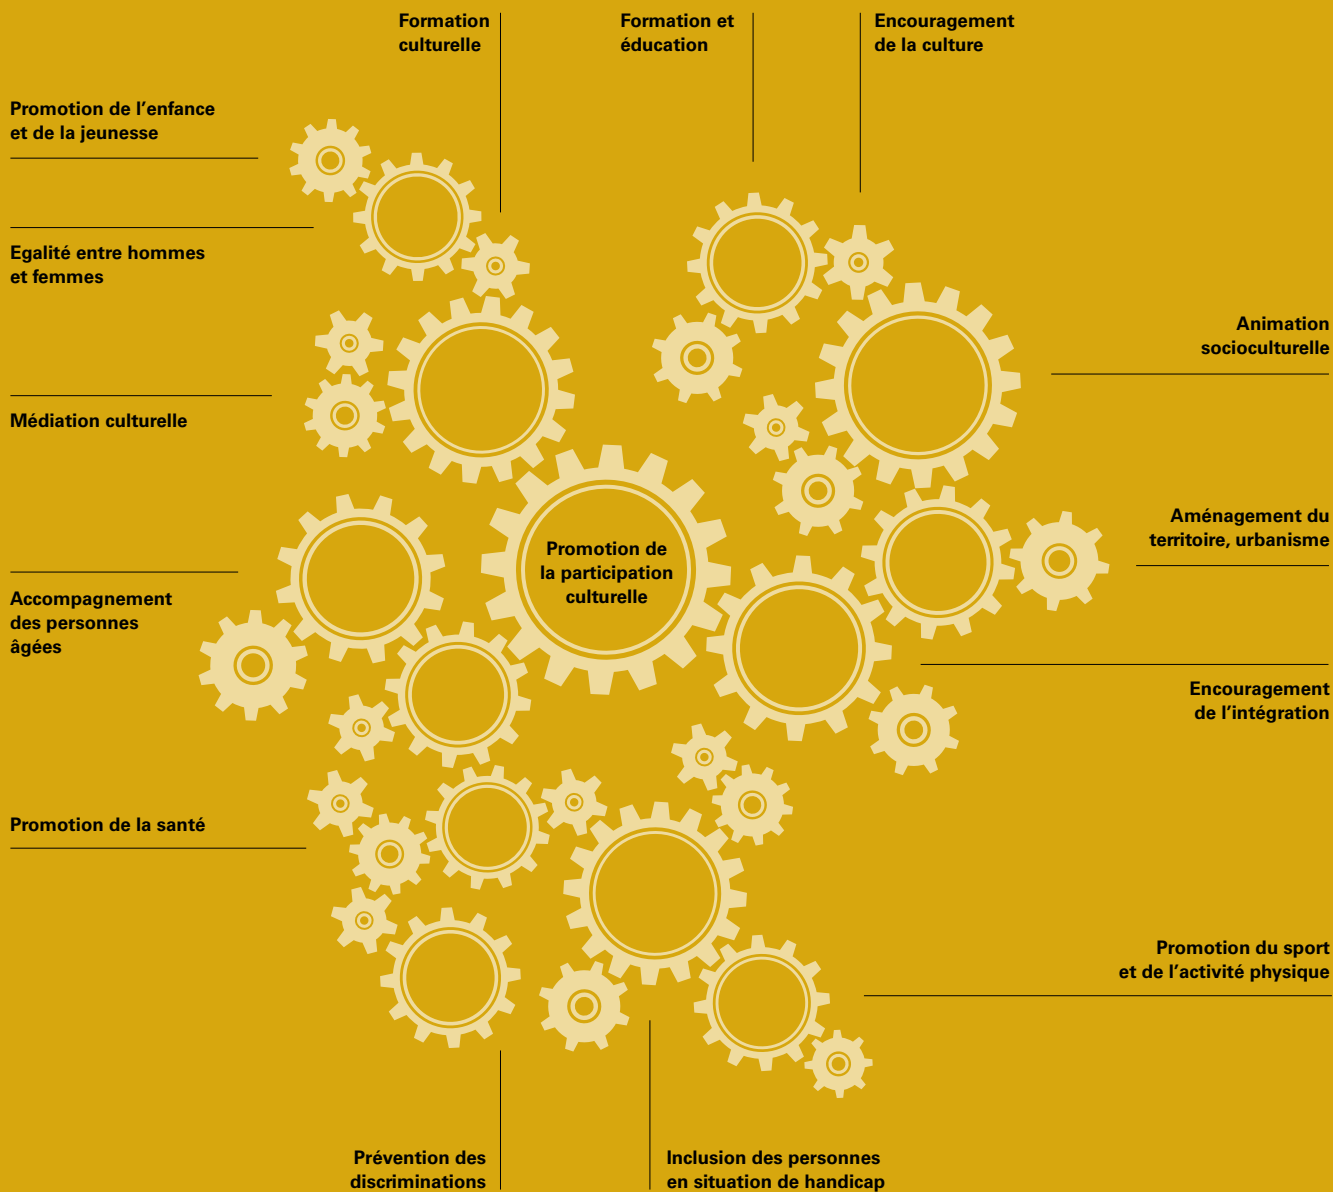 Formation
culturelle
Formation et
éducation
Encouragement
de la culture
Promotion de l’enfance
et de la jeunesse
Egalité entre hommes
et femmes
Animation
socioculturelle
Médiation culturelle
Aménagement du
territoire, urbanisme
Promotion de
la participation
culturelle
Accompagnement
des personnes
âgées
Encouragement
de l’intégration
Promotion de la santé
Promotion du sport
et de l’activité physique
Prévention des
discriminations
Inclusion des personnes
en situation de handicap